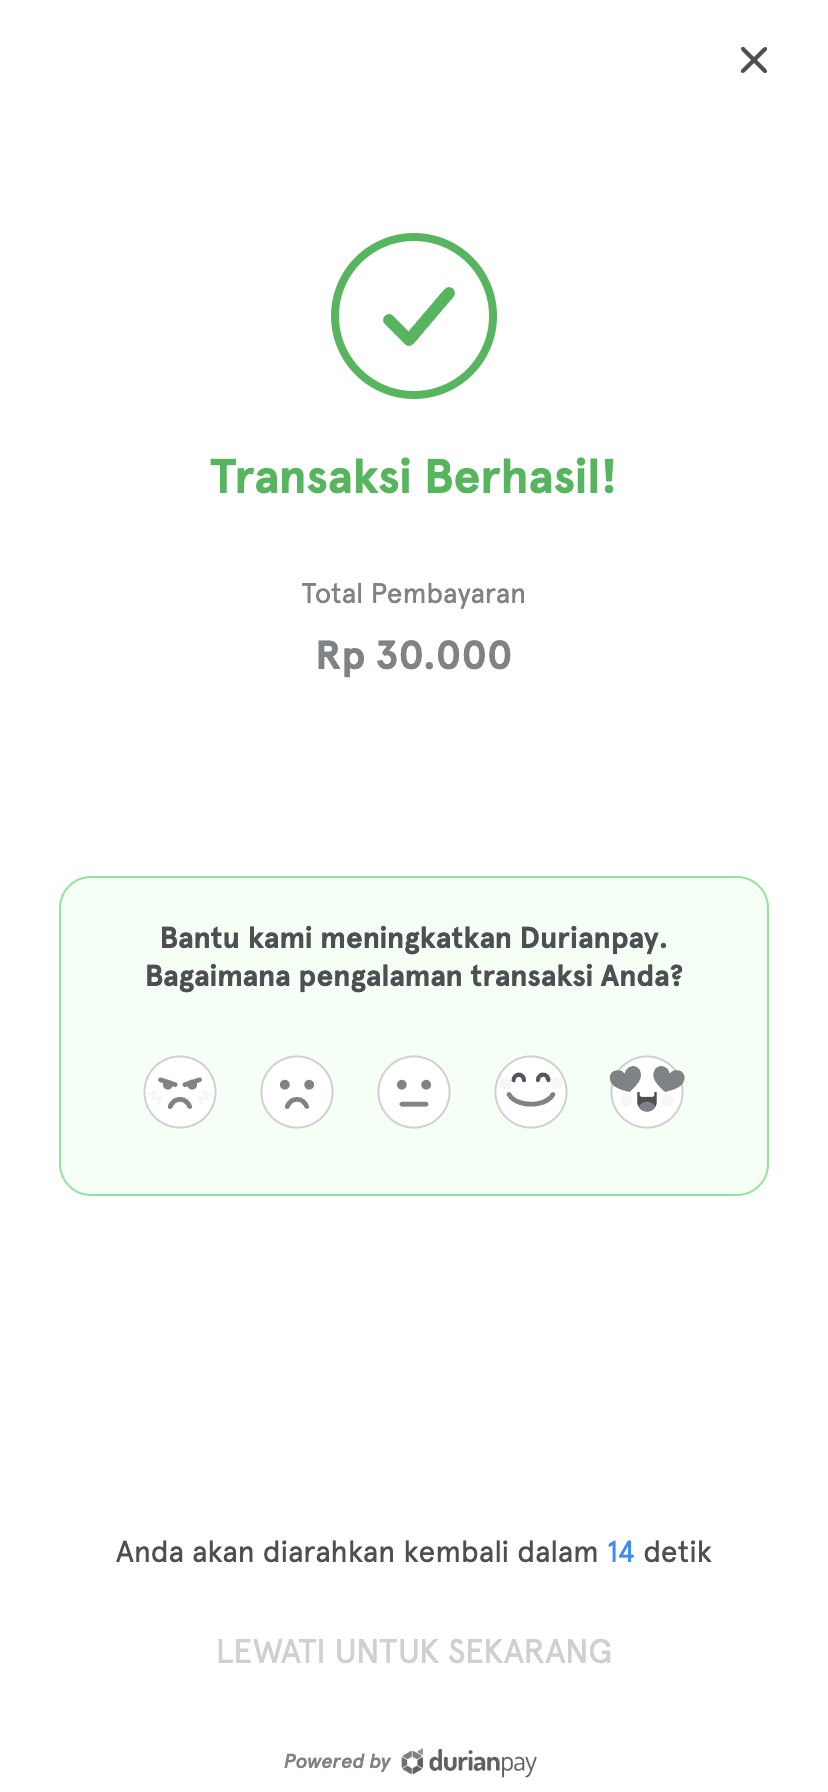 Transaksi Berhasil!
Total Pembayaran
Rp 30.000
Bantu kami meningkatkan Durianpay.
Bagaimana pengalaman transaksi Anda?
Anda akan diarahkan kembali dalam 14 detik
LEWATI UNTUK SEKARANG
Powered by durianpay